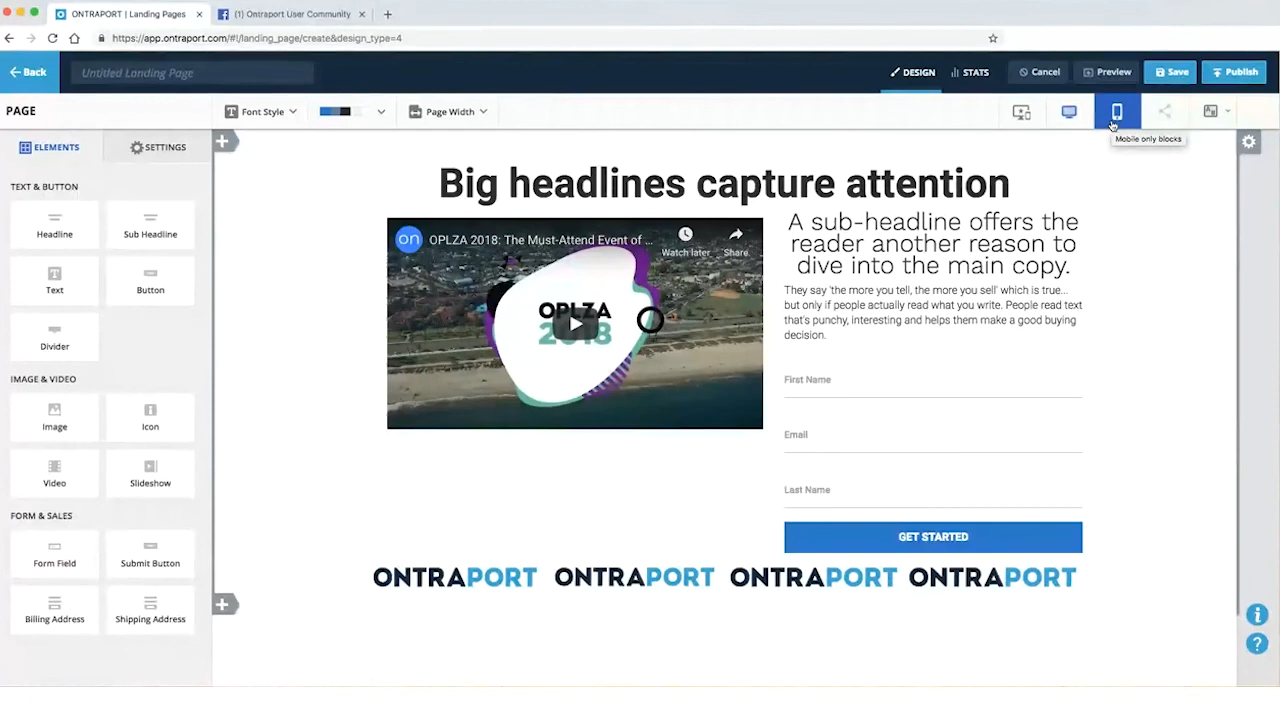 ONTRAPORT | Landing Pages
(1) Ontraport User Community
https://app.ontraport.com/#!/landing_page/create&design_type=4
Back
Untitled Landing Page
DESIGN
STATS
Cancel
Preview
Save
Publish
PAGE
Font Style
Page Width
Mobile only blocks
ELEMENTS
SETTINGS
TEXT & BUTTON
Headline
Sub Headline
Text
Button
Divider
IMAGE & VIDEO
Image
Icon
Video
Slideshow
FORM & SALES
Form Field
Submit Button
Billing Address
Shipping Address
Big headlines capture attention
on
OPLZA 2018: The Must-Attend Event of ...
Watch later
Share
OPLZA
2018
A sub-headline offers the
reader another reason to
dive into the main copy.
They say 'the more you tell, the more you sell' which is true...
but only if people actually read what you write. People read text
that's punchy, interesting and helps them make a good buying
decision.
First Name
Email
Last Name
GET STARTED
ONTRAPORT ONTRAPORT ONTRAPORT ONTRAPORT